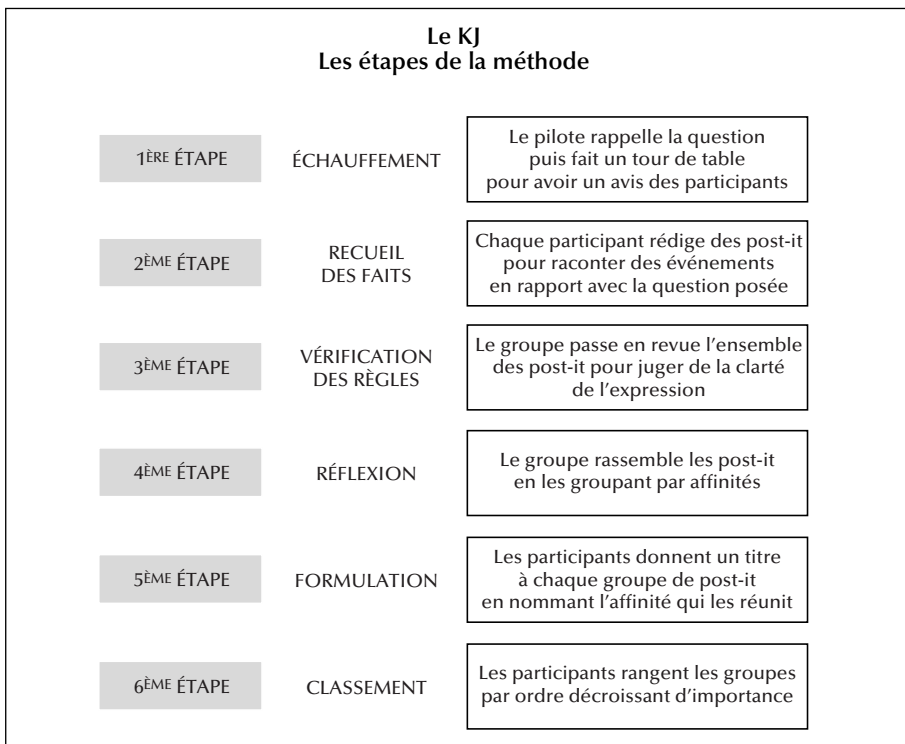 Le KJ
Les étapes de la méthode
1ÈRE ÉTAPE
ÉCHAUFFEMENT
Le pilote rappelle la question
puis fait un tour de table
pour avoir un avis des participants
2ÈME ÉTAPE
RECUEIL
DES FAITS
Chaque participant rédige des post-it
pour raconter des événements
en rapport avec la question posée
3ÈME ÉTAPE
VÉRIFICATION
DES RÈGLES
Le groupe passe en revue l’ensemble
des post-it pour juger de la clarté
de l’expression
4ÈME ÉTAPE
RÉFLEXION
Le groupe rassemble les post-it
en les groupant par affinités
5ÈME ÉTAPE
FORMULATION
Les participants donnent un titre
à chaque groupe de post-it
en nommant l’affinité qui les réunit
6ÈME ÉTAPE
CLASSEMENT
Les participants rangent les groupes
par ordre décroissant d’importance